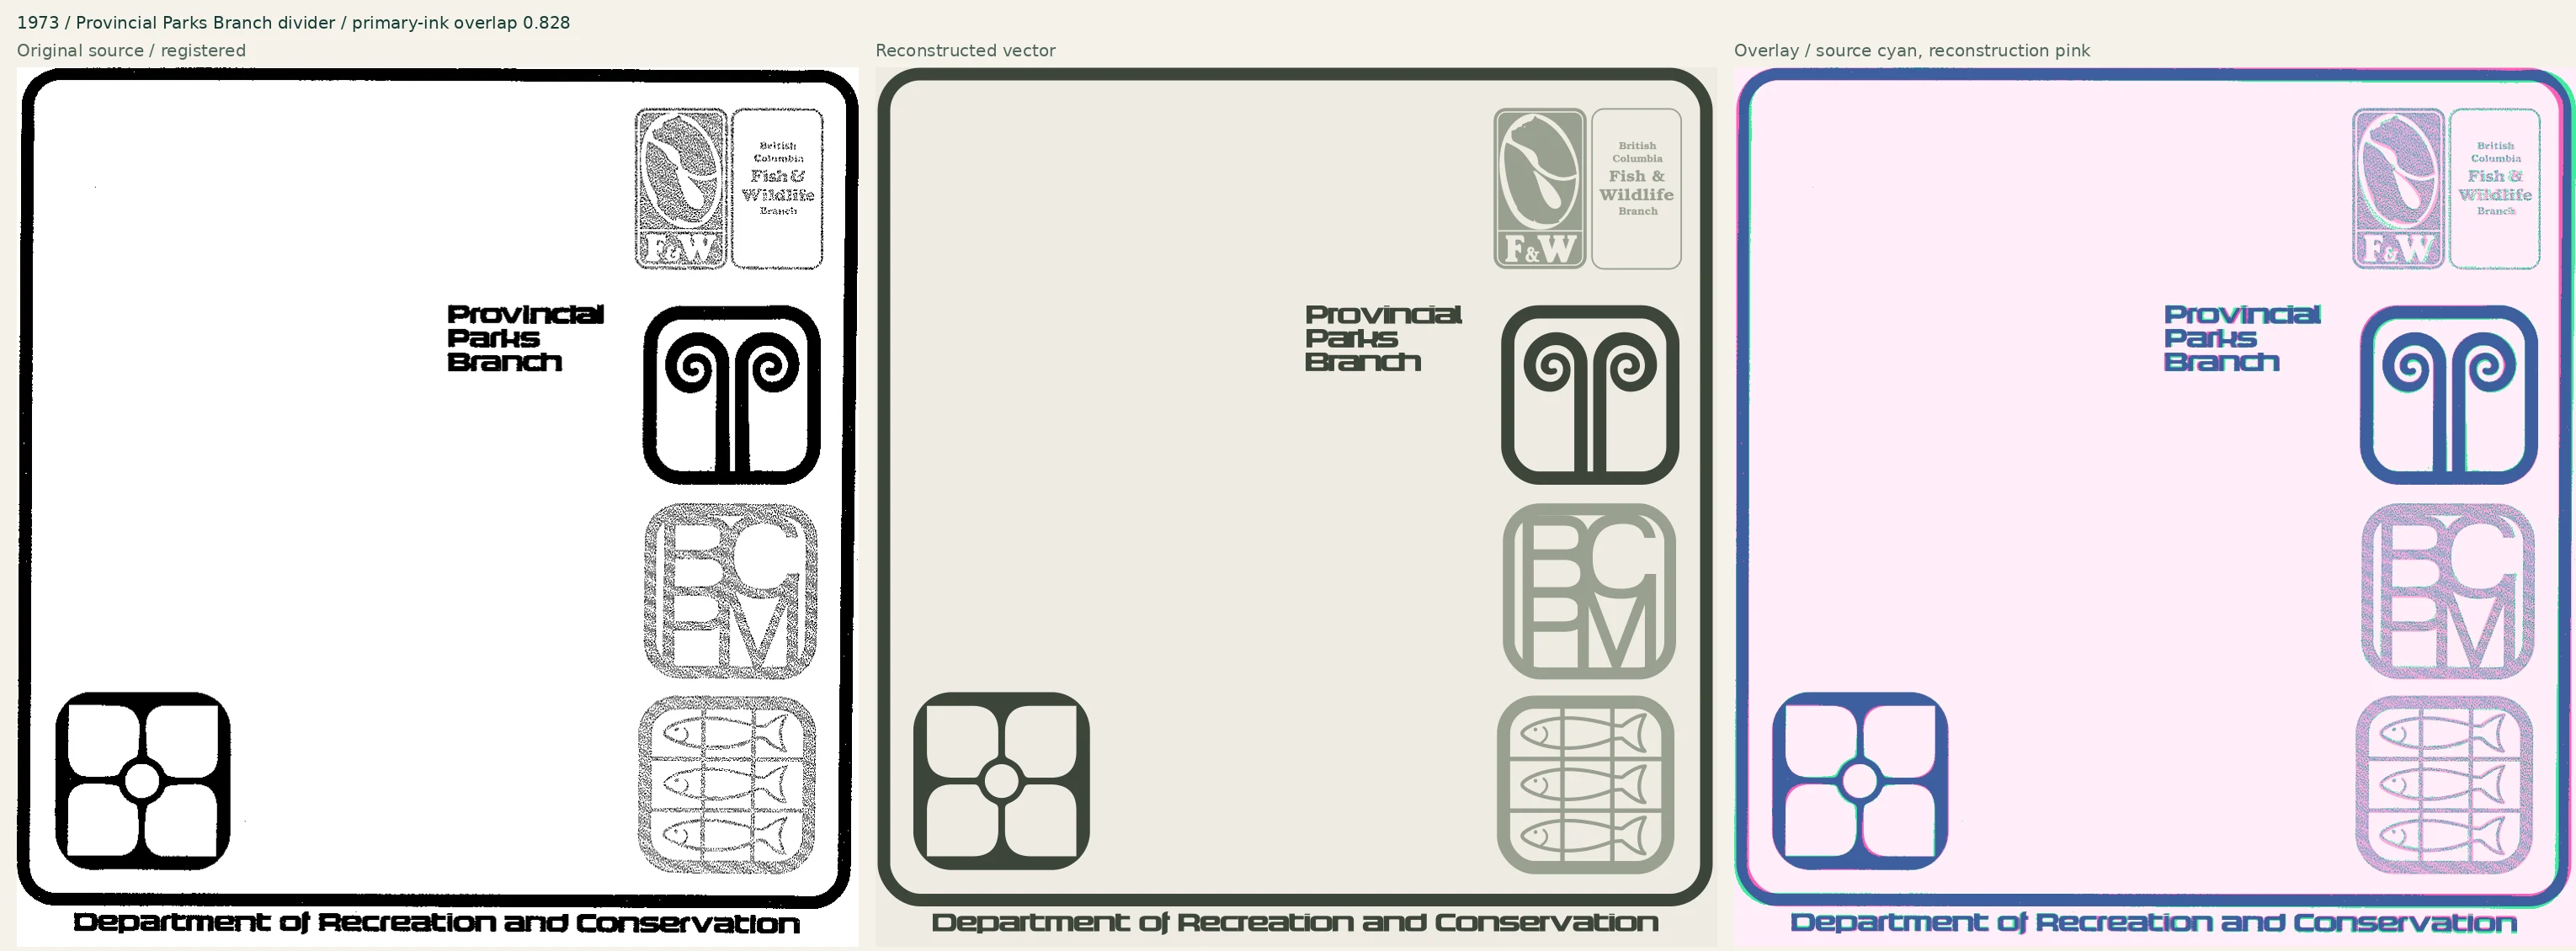 1973 / Provincial Parks Branch divider / primary-ink overlap 0.828
Original source / registered
British
Columbia
Fish &
Wildlife
Branch
F&W
Provincial
Parks
Branch
BC
PM
Department of Recreation and Conservation
Reconstructed vector
British
Columbia
Fish &
Wildlife
Branch
F&W
Provincial
Parks
Branch
BC
PM
Department of Recreation and Conservation
Overlay / source cyan, reconstruction pink
British
Columbia
Fish &
Wildlife
Branch
F&W
Provincial
Parks
Branch
BC
PM
Department of Recreation and Conservation